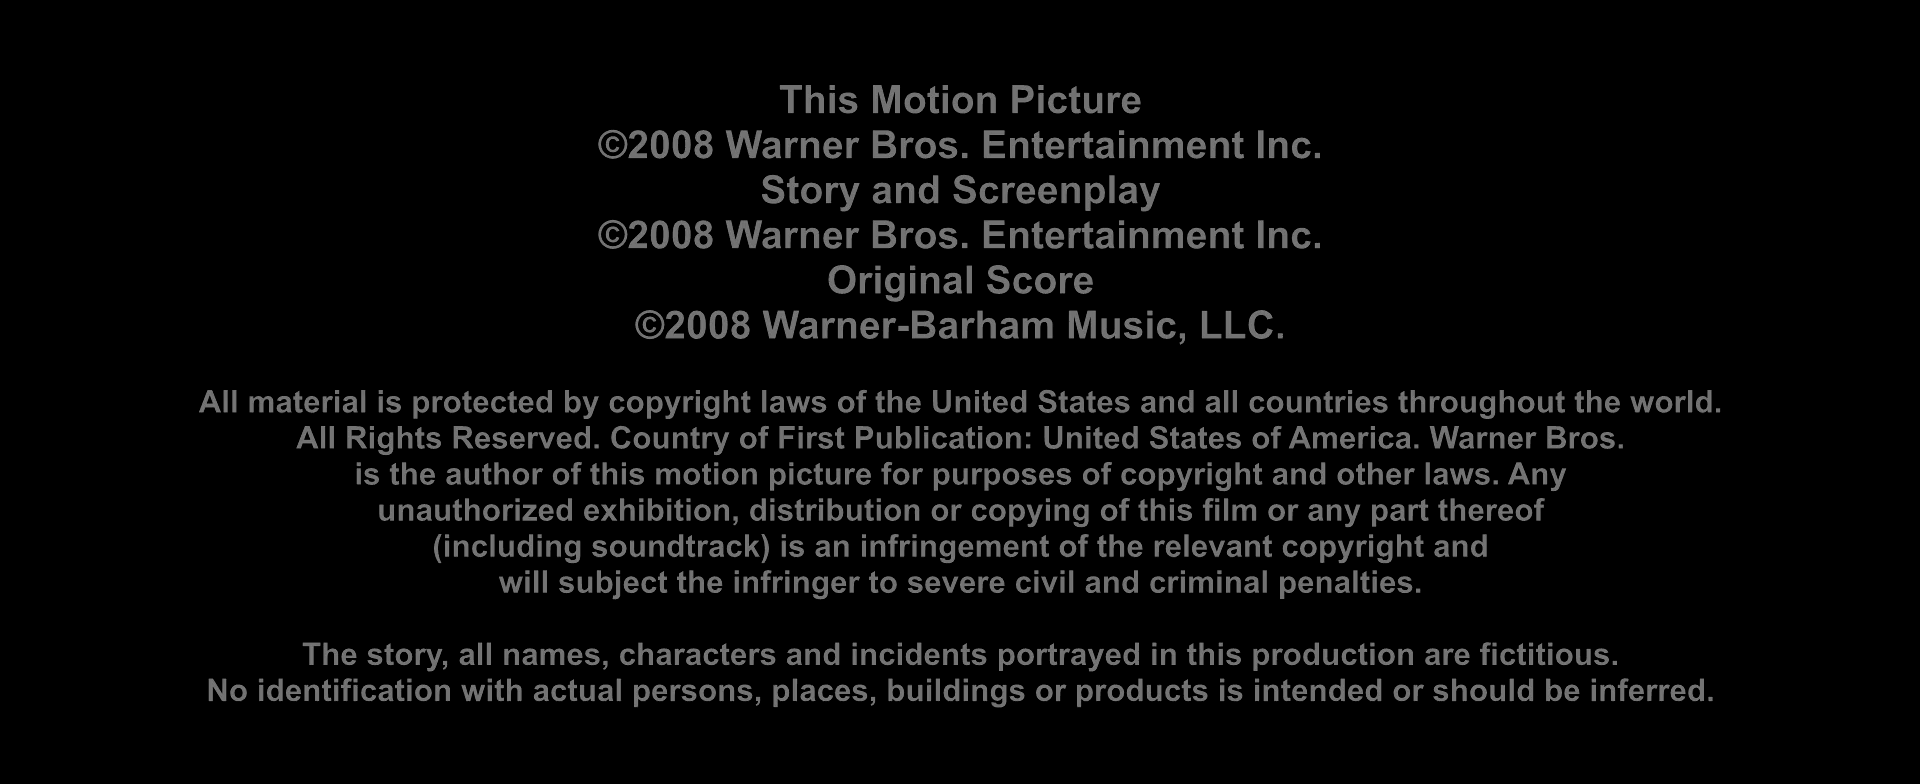 This Motion Picture
©2008 Warner Bros. Entertainment Inc.
Story and Screenplay
©2008 Warner Bros. Entertainment Inc.
Original Score
©2008 Warner-Barham Music, LLC.
All material is protected by copyright laws of the United States and all countries throughout the world.
All Rights Reserved. Country of First Publication: United States of America. Warner Bros.
is the author of this motion picture for purposes of copyright and other laws. Any
unauthorized exhibition, distribution or copying of this film or any part thereof
(including soundtrack) is an infringement of the relevant copyright and
will subject the infringer to severe civil and criminal penalties.
The story, all names, characters and incidents portrayed in this production are fictitious.
No identification with actual persons, places, buildings or products is intended or should be inferred.